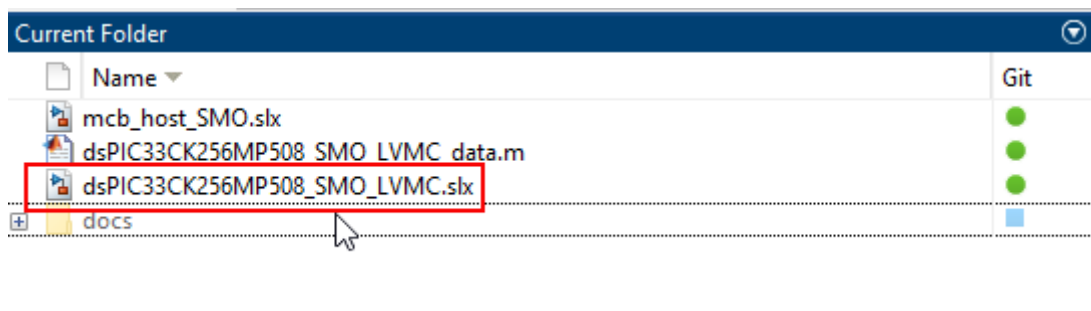 Current Folder
Name Git
mcb_host_SMO.slx
dsPIC33CK256MP508_SMO_LVMC_data.m
dsPIC33CK256MP508_SMO_LVMC.slx
docs